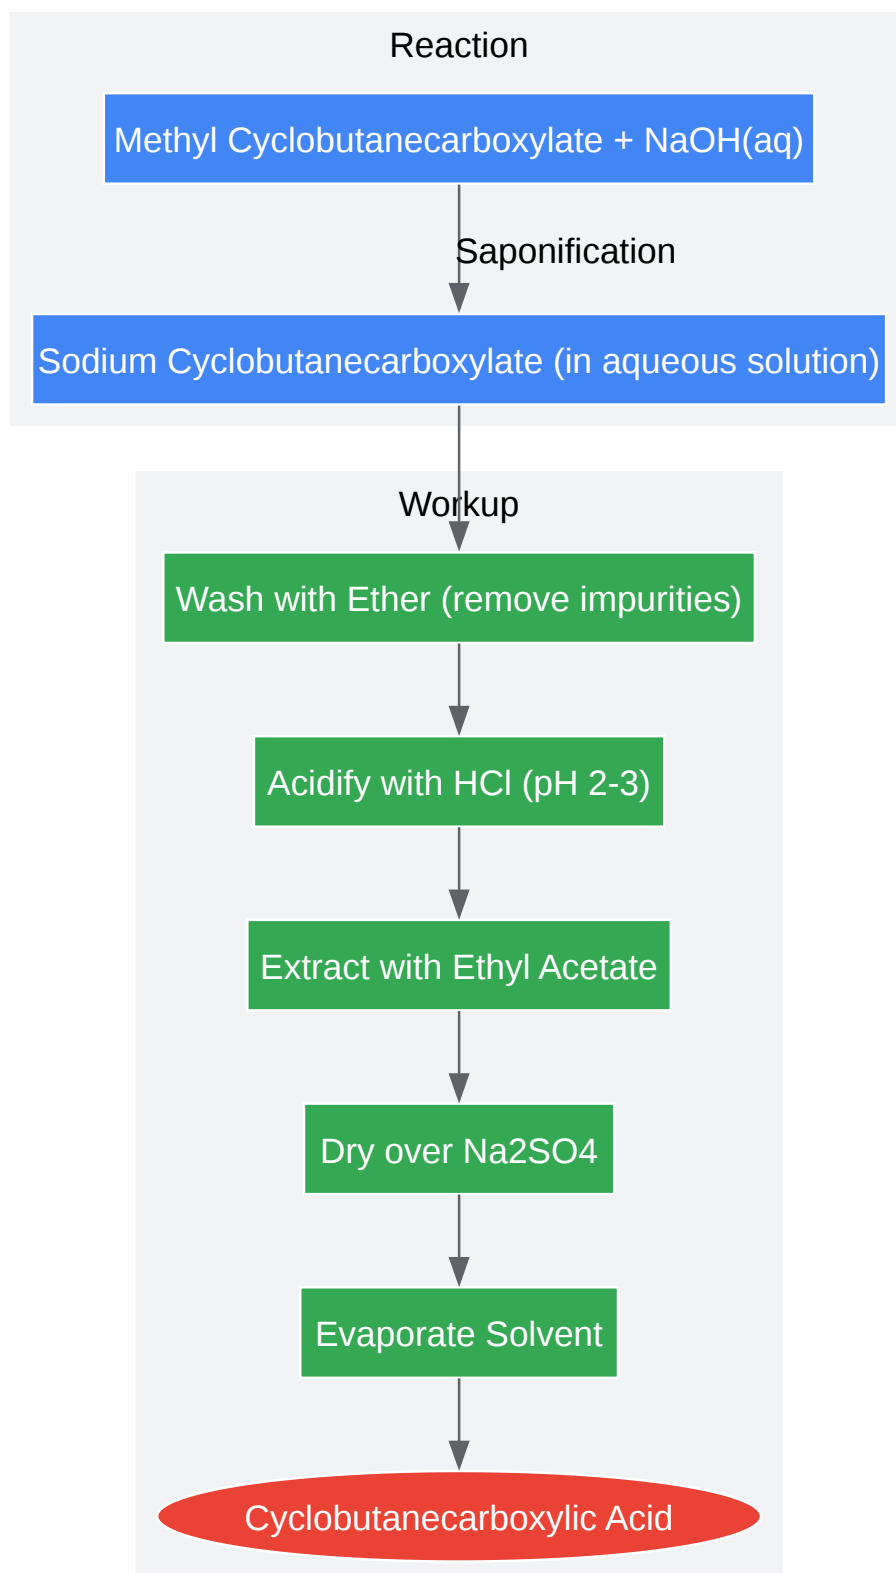 Reaction
Methyl Cyclobutanecarboxylate + NaOH(aq)
Saponification
Sodium Cyclobutanecarboxylate (in aqueous solution)
Workup
Wash with Ether (remove impurities)
Acidify with HCl (pH 2-3)
Extract with Ethyl Acetate
Dry over Na2SO4
Evaporate Solvent
Cyclobutanecarboxylic Acid